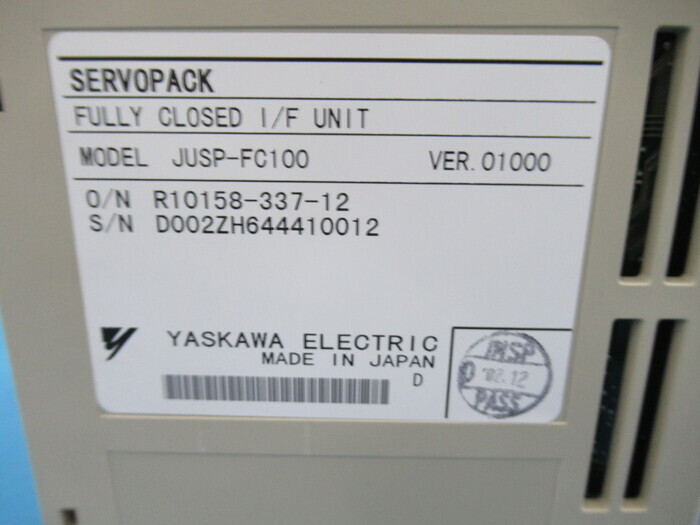 SERVOPACK
FULLY CLOSED I/F UNIT
MODEL JUSP-FC100 VER. 01000
O/N R10158-337-12
S/N D002ZH644410012
YASKAWA ELECTRIC
MADE IN JAPAN
D
INSP
'02.12
PASS